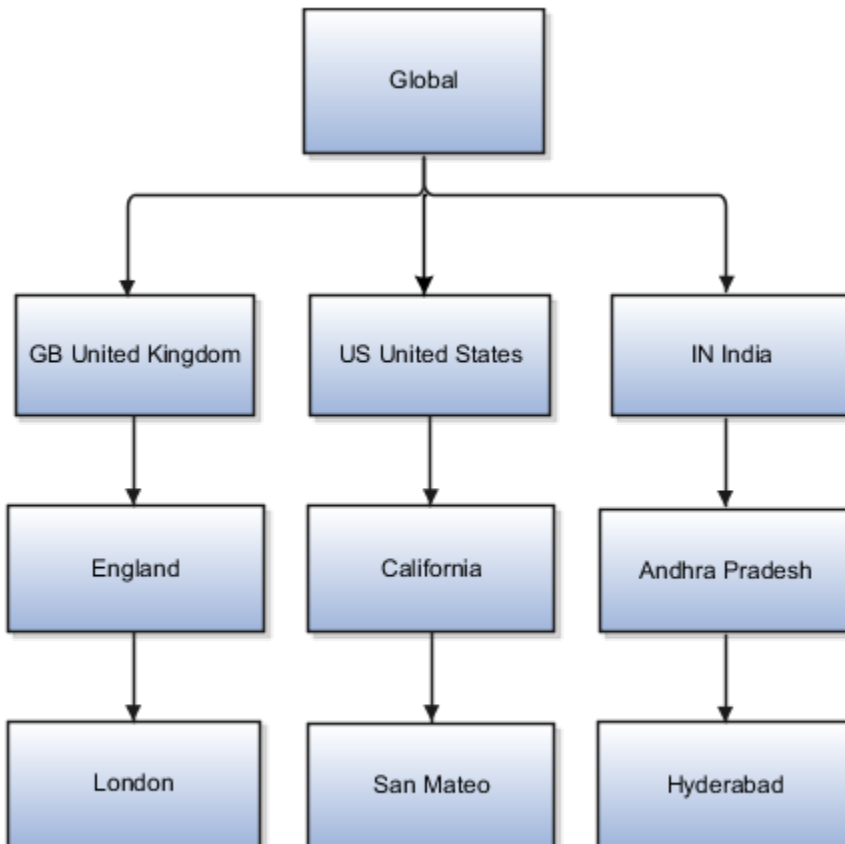 Global
GB United Kingdom
US United States
IN India
England
California
Andhra Pradesh
London
San Mateo
Hyderabad